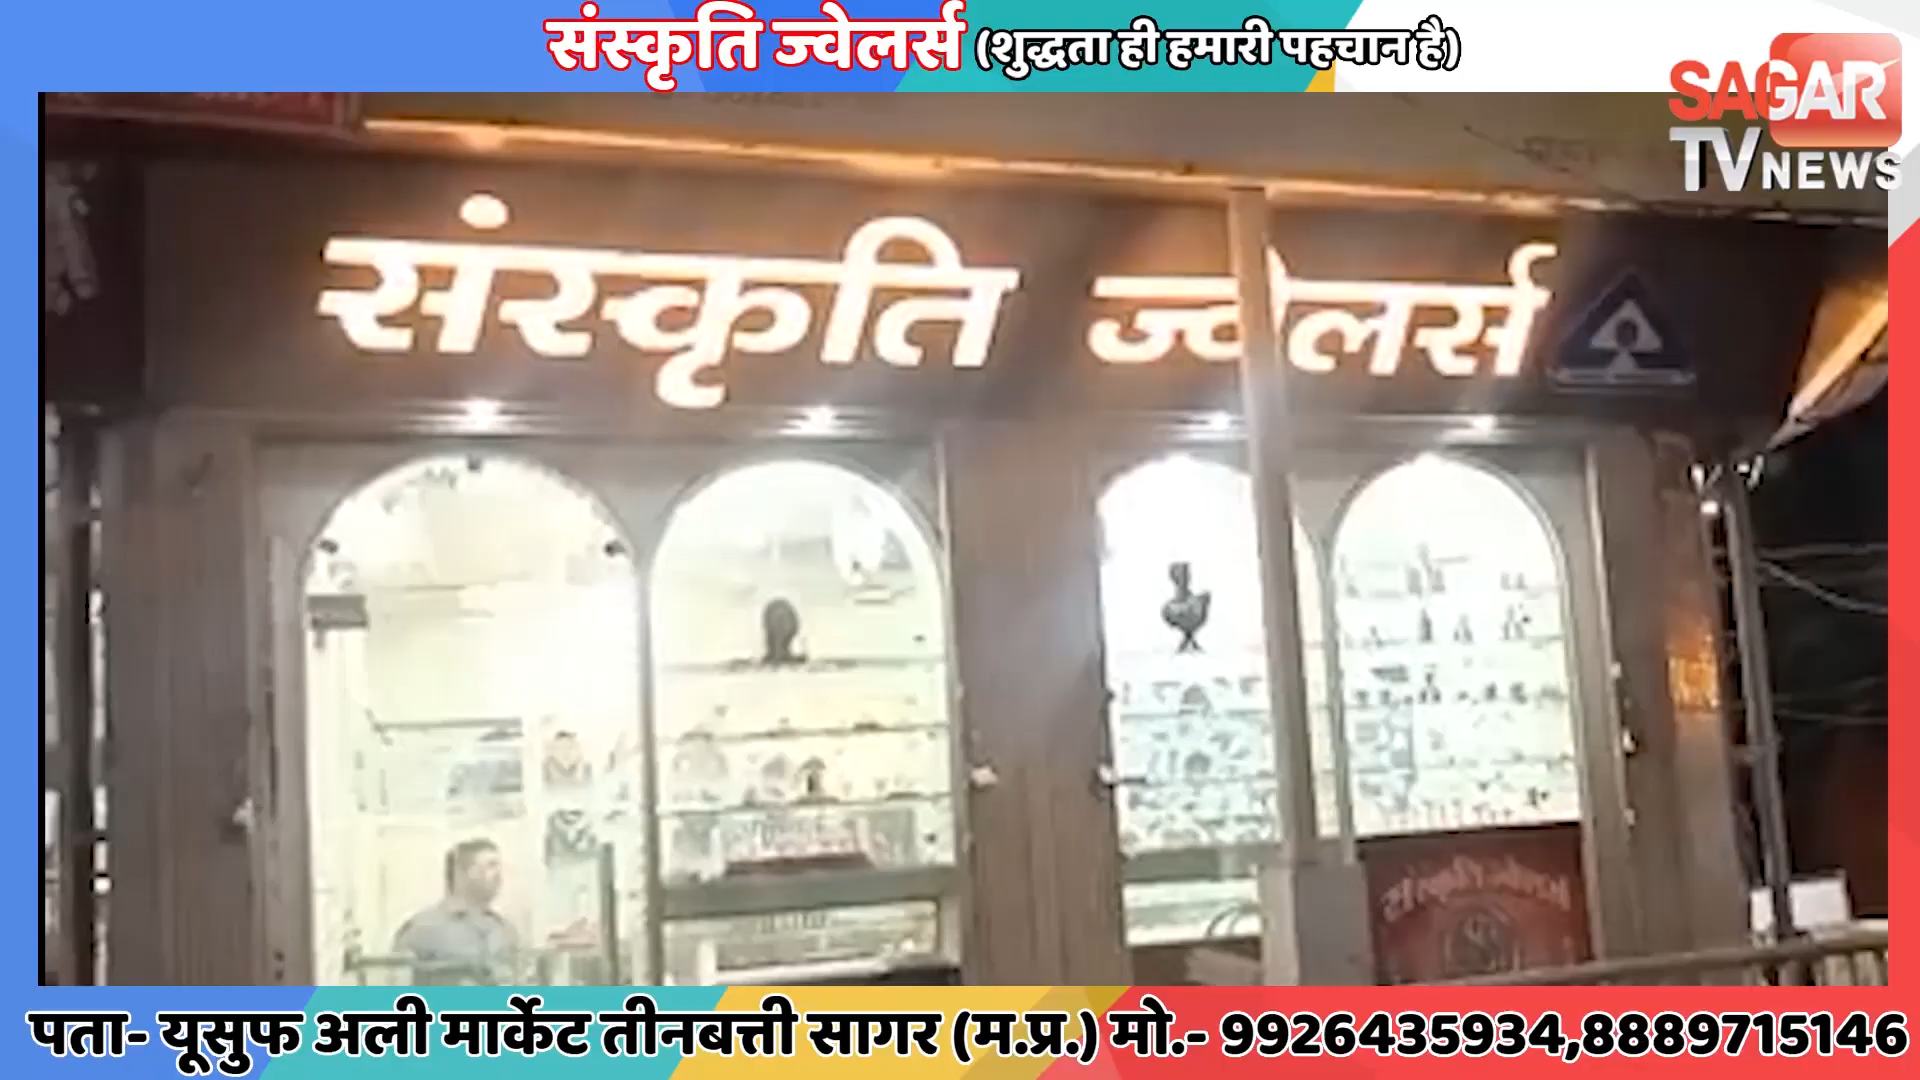 संस्कृति ज्वेलर्स (शुद्धता ही हमारी पहचान है)
SAGAR
TV NEWS
संस्कृति ज्वेलर्स
पता- यूसुफ अली मार्केट तीनबत्ती सागर (म.प्र.) मो.- 9926435934,8889715146